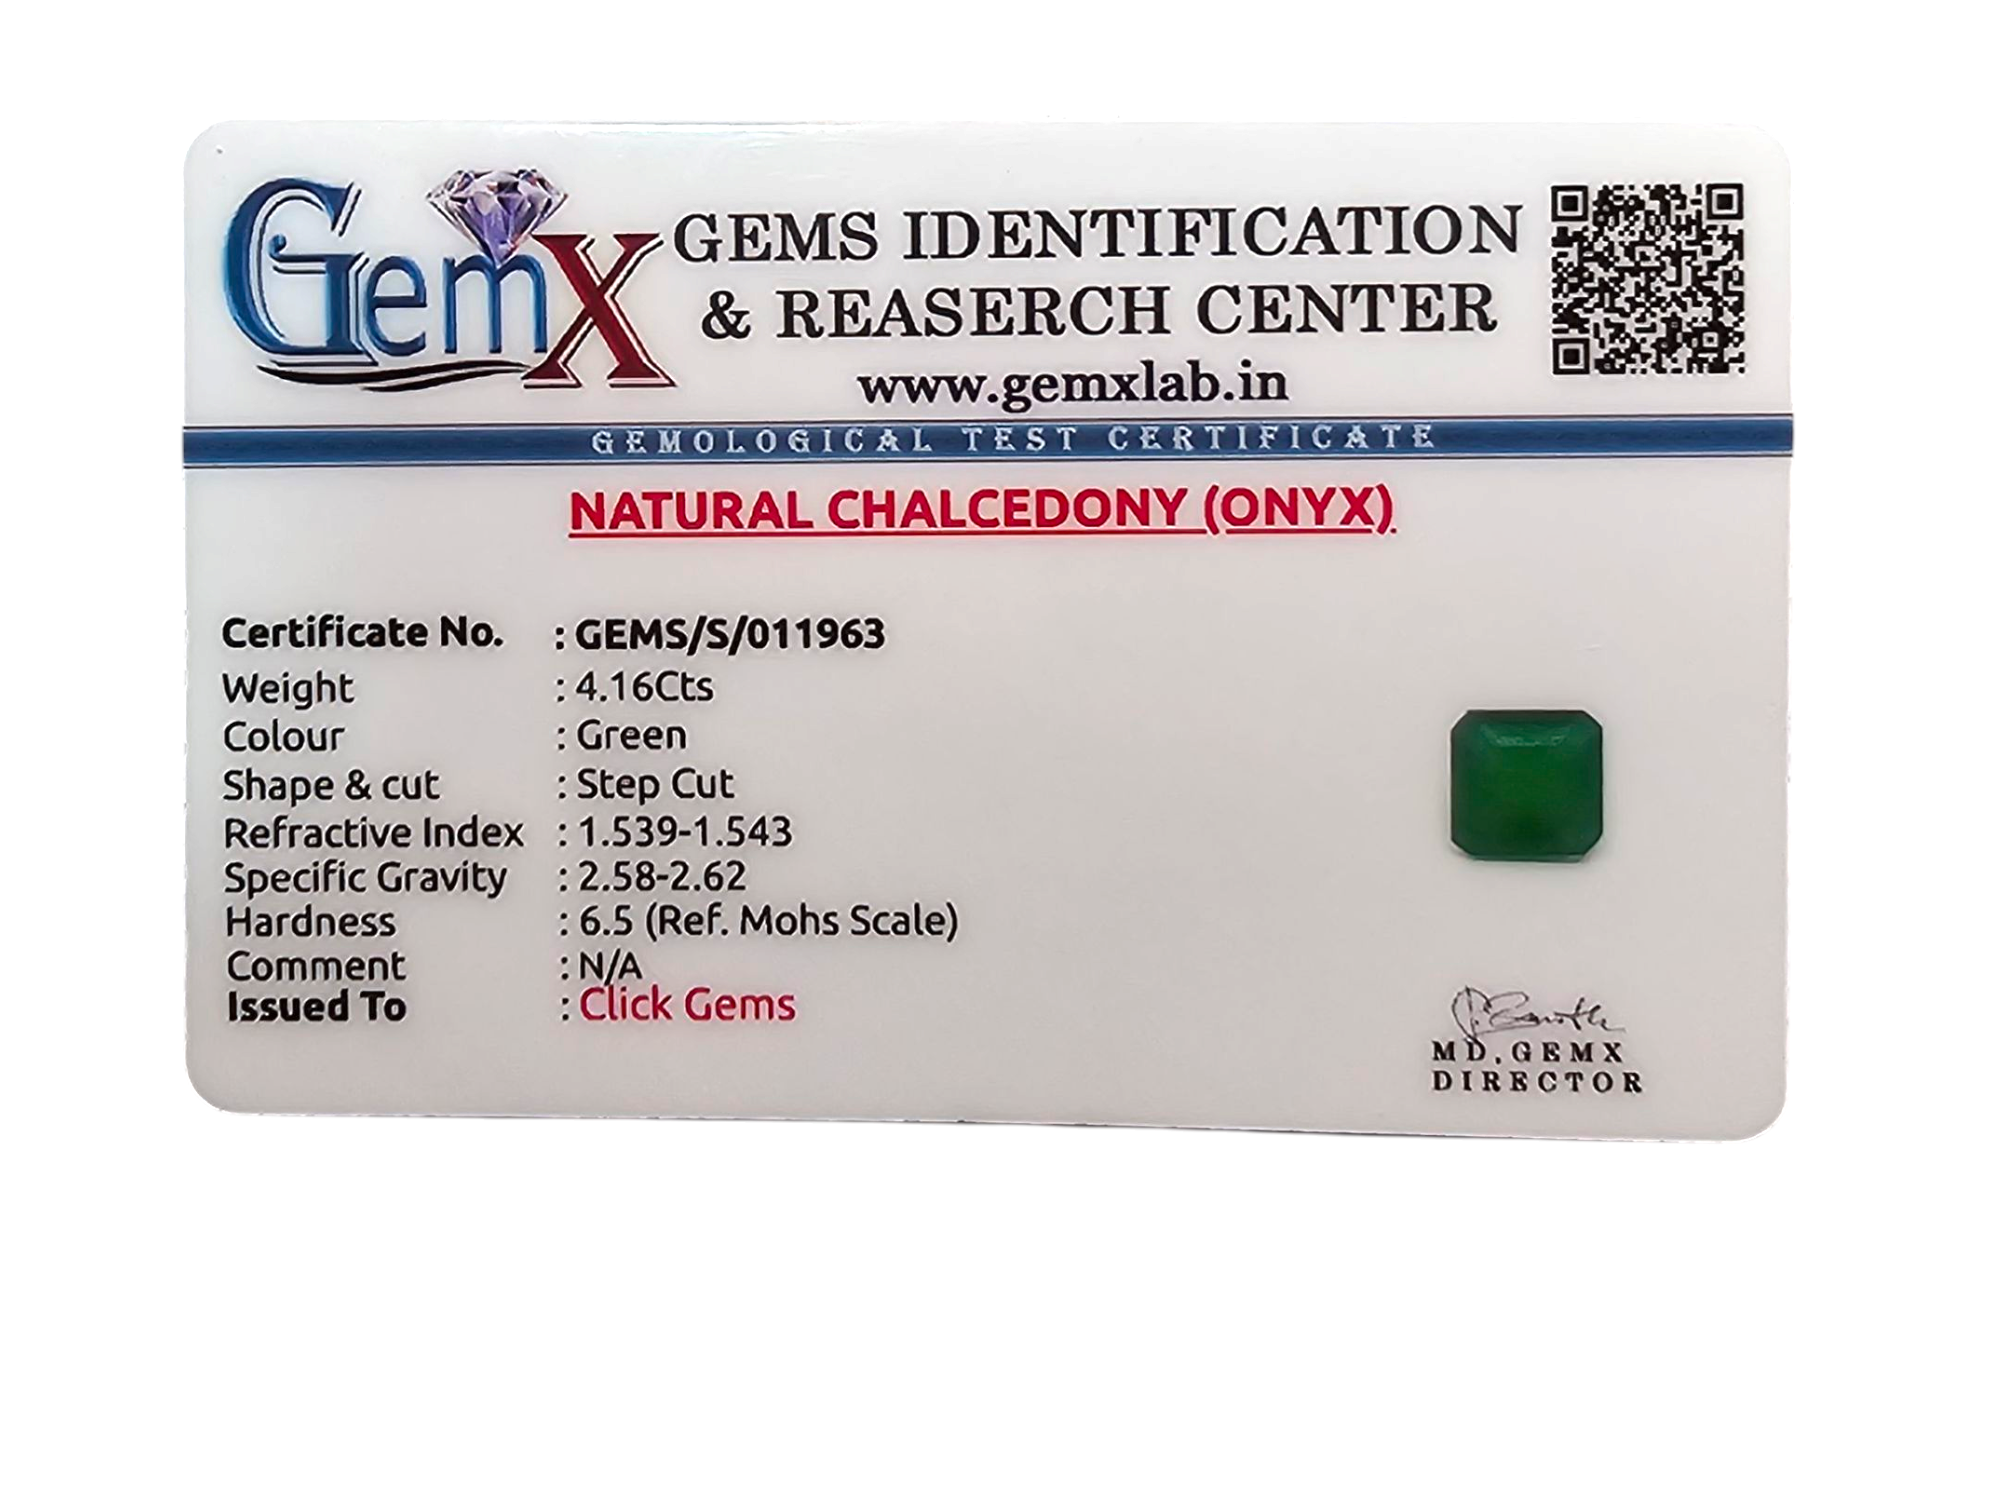 GemX
GEMS IDENTIFICATION
& REASERCH CENTER
www.gemxlab.in
GEMOLOGICAL TEST CERTIFICATE
NATURAL CHALCEDONY (ONYX)
Certificate No. : GEMS/S/011963
Weight : 4.16Cts
Colour : Green
Shape & cut : Step Cut
Refractive Index : 1.539-1.543
Specific Gravity : 2.58-2.62
Hardness : 6.5 (Ref. Mohs Scale)
Comment : N/A
Issued To : Click Gems
MD. GEMX
DIRECTOR